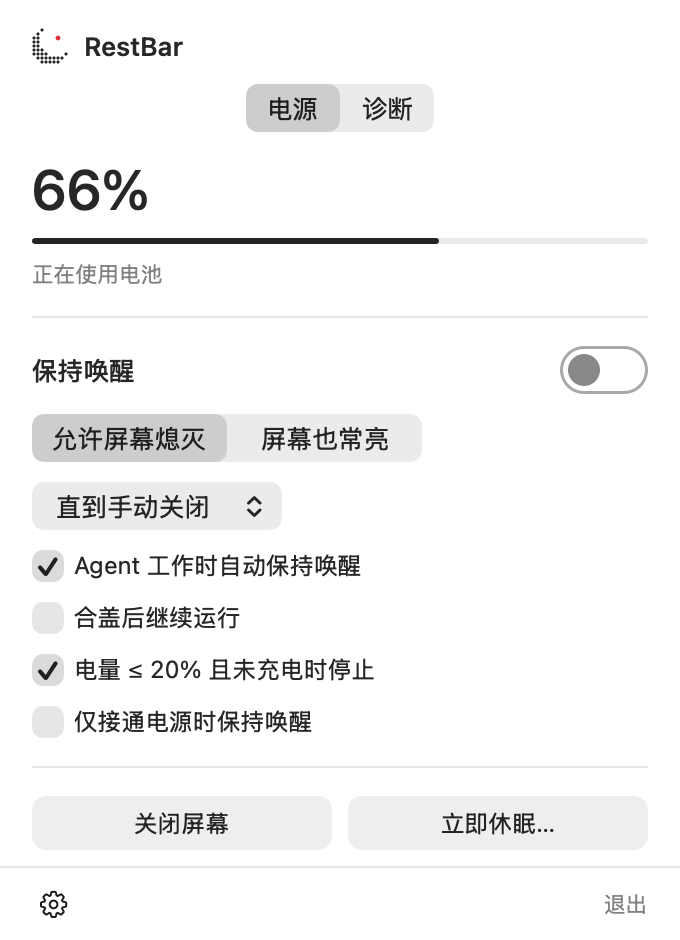 RestBar
电源 诊断
66%
正在使用电池
保持唤醒
允许屏幕熄灭 屏幕也常亮
直到手动关闭
Agent 工作时自动保持唤醒
合盖后继续运行
电量 ≤ 20% 且未充电时停止
仅接通电源时保持唤醒
关闭屏幕 立即休眠...
退出